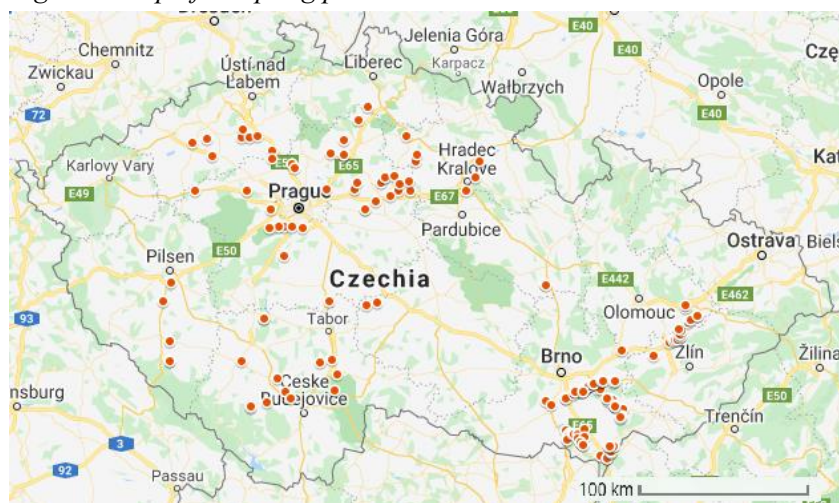 E40
Chemnitz
Jelenia Góra
E40
Zwickau
Ústí nad
Labem
Liberec
Karpacz
Wałbrzych
Opole
E40
72
Karlovy Vary
E65
Hradec
Kralove
E49
Prague
E67
Pardubice
E50
Pilsen
Ostrava
Czechia
E442
E462
93
Tabor
Olomouc
Brno
Zlín
Žilina
Ceske
Budejovice
E50
Trenčín
3
92
Passau
100 km